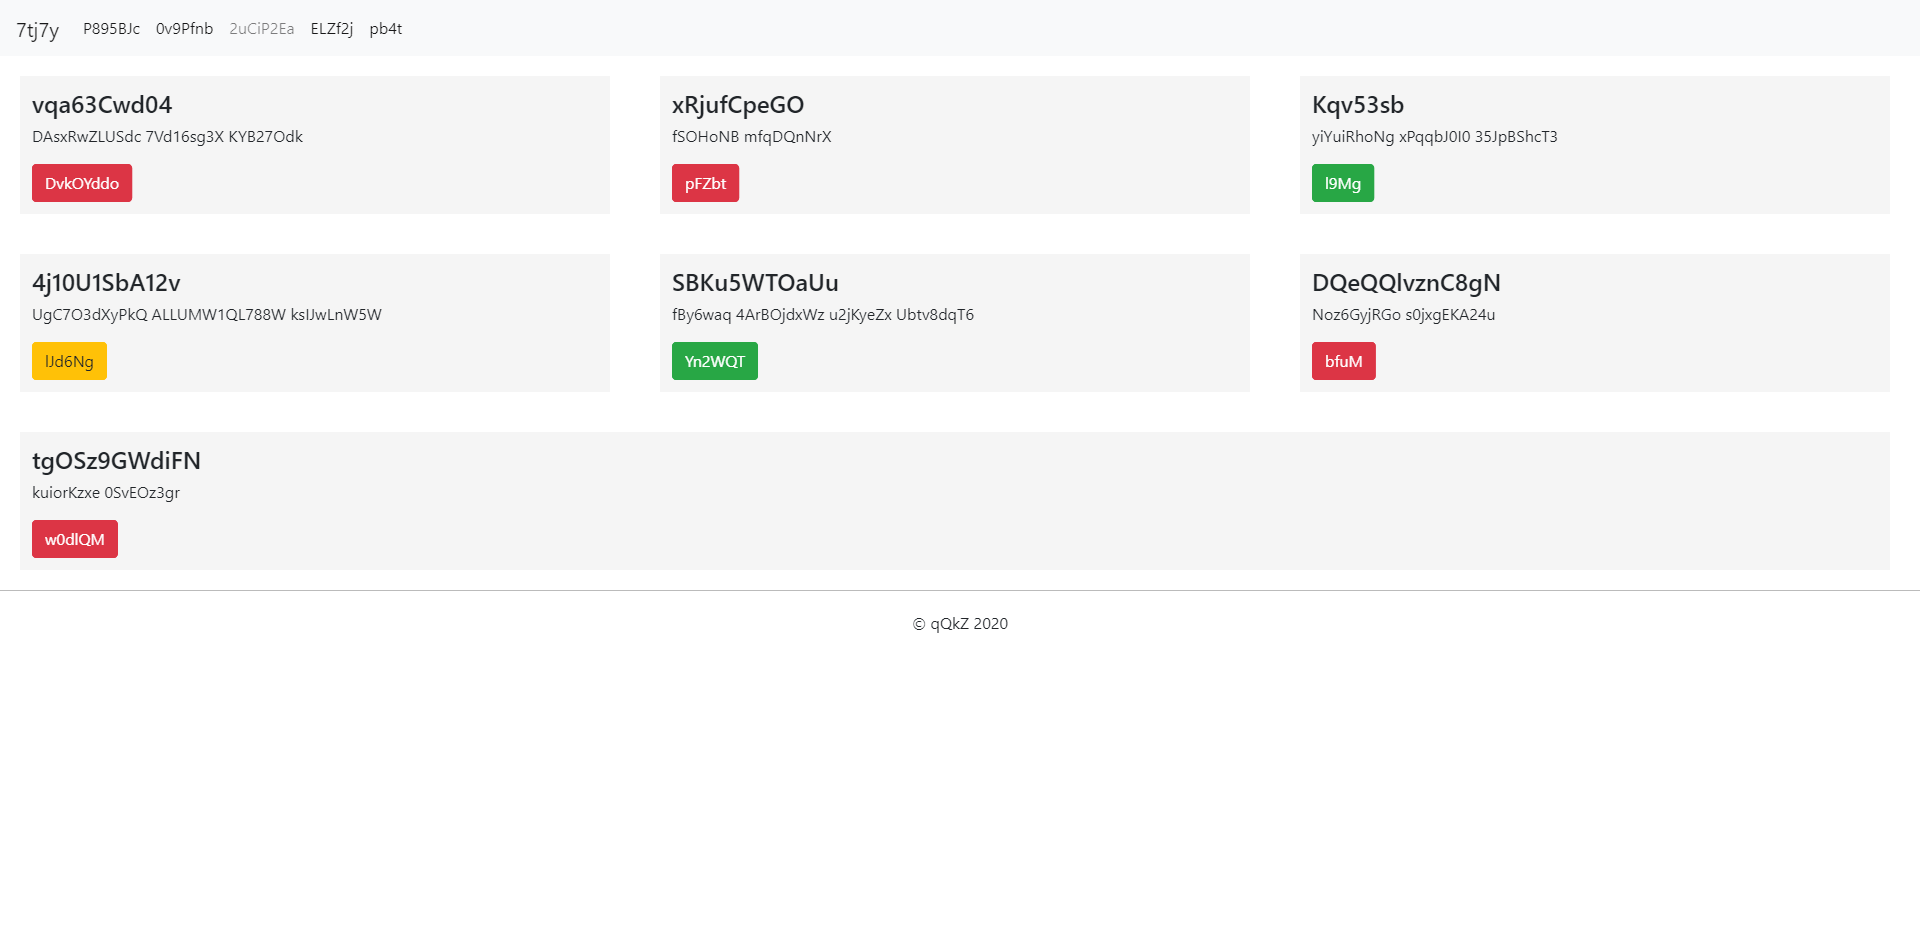 7tj7y P895BJc 0v9Pfnb 2uCiP2Ea ELZf2j pb4t
vqa63Cwd04
DAsxRwZLUSdc 7Vd16sg3X KYB27Odk
DvkOYddo
xRjufCpeGO
fSOHoNB mfqDQnNrX
pFZbt
Kqv53sb
yiYuiRhoNg xPqqbJ0I0 35JpBShcT3
l9Mg
4j10U1SbA12v
UgC7O3dXyPkQ ALLUMW1QL788W ksIJwLnW5W
lJd6Ng
SBKu5WTOaUu
fBy6waq 4ArBOjdxWz u2jKyeZx Ubtv8dqT6
Yn2WQT
DQeQQlvznC8gN
Noz6GyjRGo s0jxgEKA24u
bfuM
tgOSz9GWdiFN
kuiorKzxe 0SvEOz3gr
w0dlQM
© qQkZ 2020